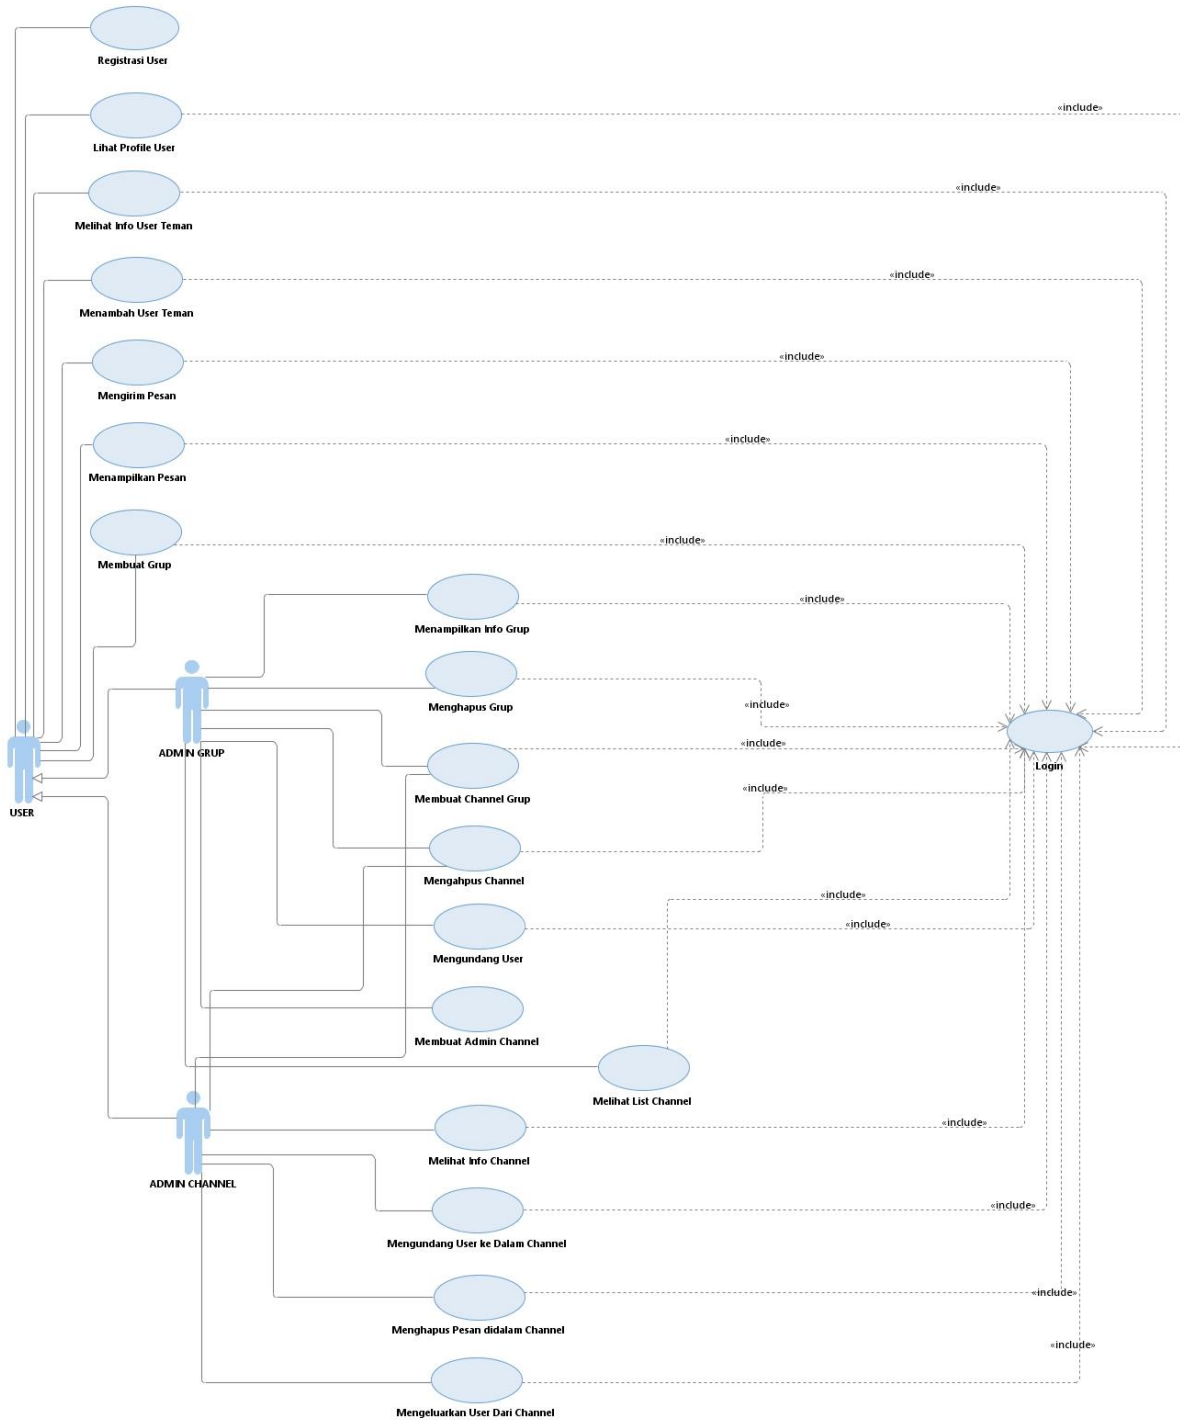 Registrasi User
«include»
Lihat Profile User
«include»
Melihat Info User Teman
«include»
Menambah User Teman
«include»
Mengirim Pesan
«include»
Menampilkan Pesan
«include»
Membuat Grup
«include»
Menampilkan Info Grup
«include»
Menghapus Grup
ADMIN GRUP
«include»
Login
Membuat Channel Grup
«include»
USER
Mengahpus Channel
«include»
«include»
Mengundang User
Membuat Admin Channel
Melihat List Channel
«include»
Melihat Info Channel
ADMIN CHANNEL
«include»
Mengundang User ke Dalam Channel
«include»
Menghapus Pesan didalam Channel
«include»
Mengeluarkan User Dari Channel